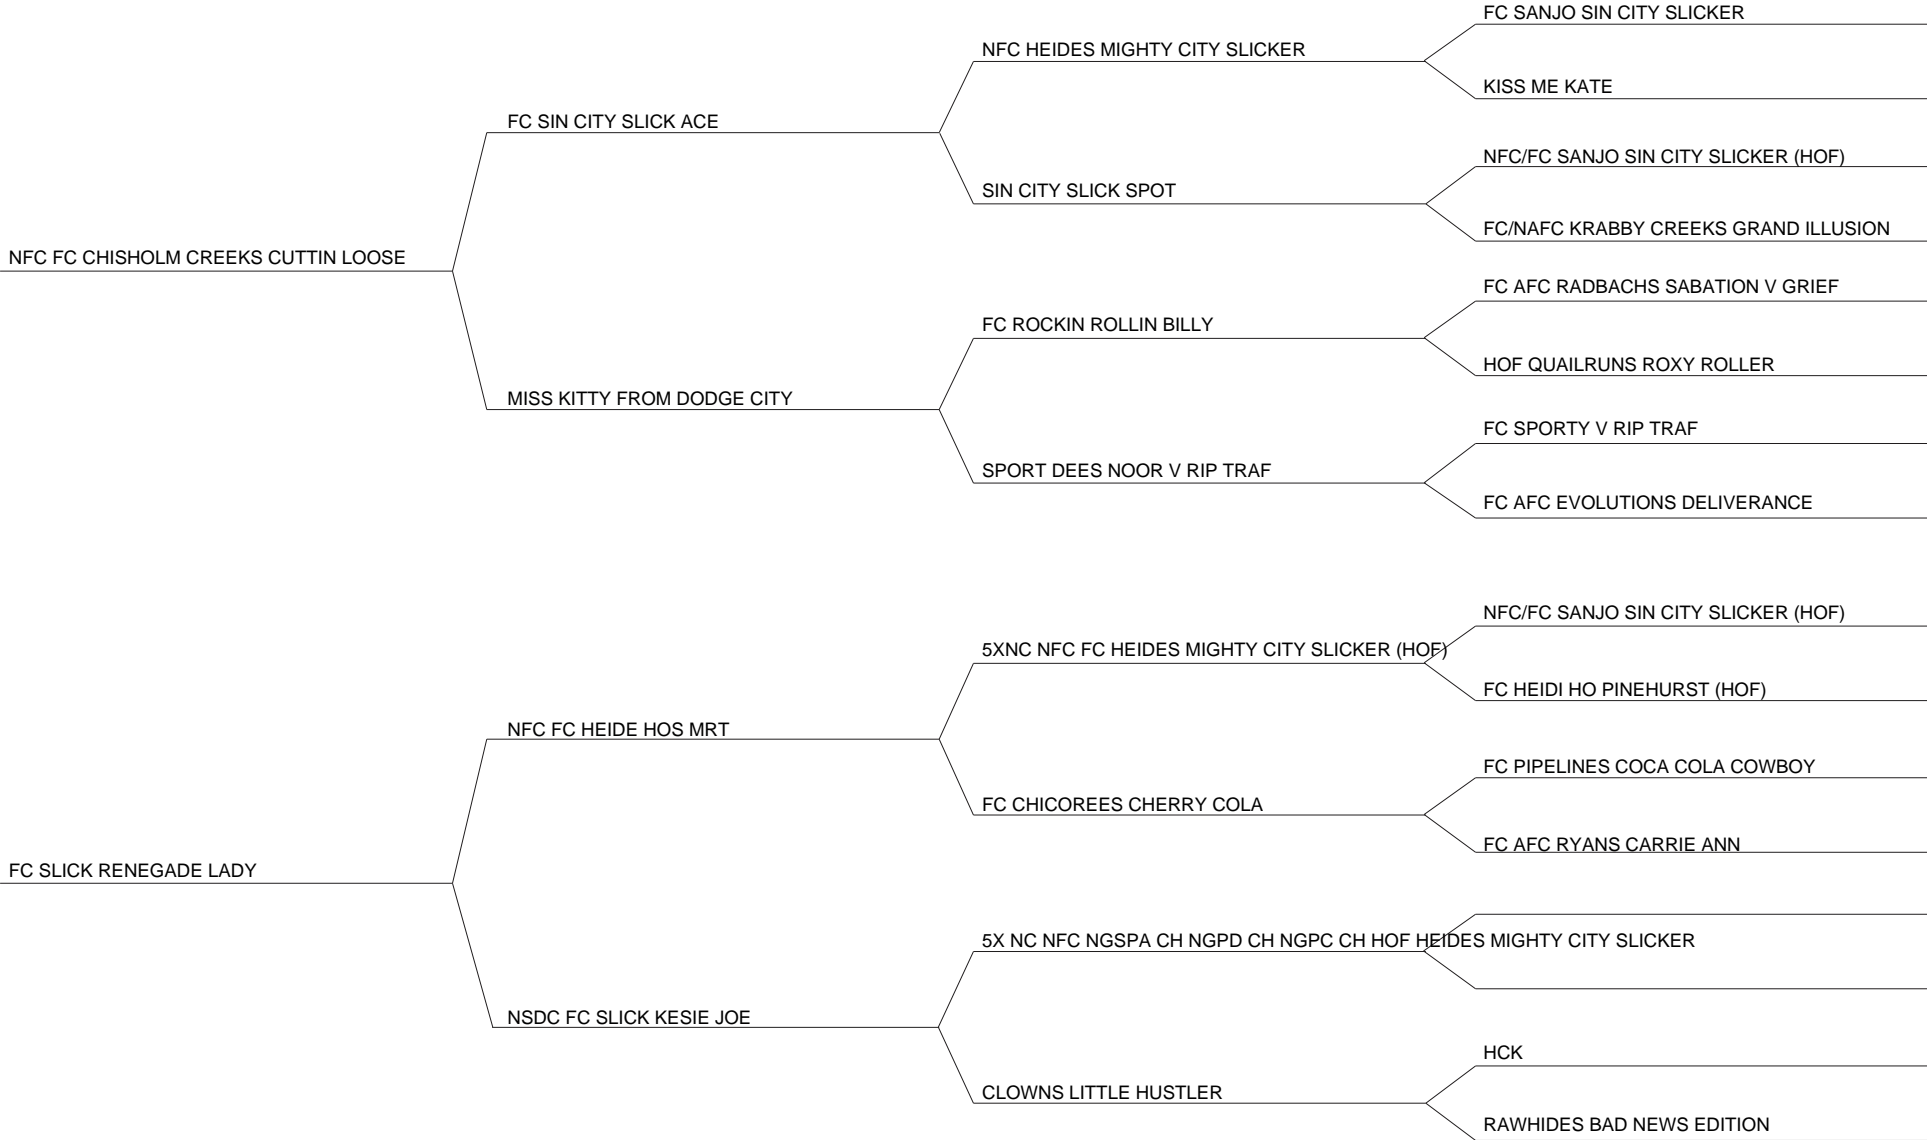 FC SANJO SIN CITY SLICKER
NFC HEIDES MIGHTY CITY SLICKER
KISS ME KATE
FC SIN CITY SLICK ACE
NFC/FC SANJO SIN CITY SLICKER (HOF)
SIN CITY SLICK SPOT
FC/NAFC KRABBY CREEKS GRAND ILLUSION
NFC FC CHISHOLM CREEKS CUTTIN LOOSE
FC AFC RADBACHS SABATION V GRIEF
FC ROCKIN ROLLIN BILLY
HOF QUAILRUNS ROXY ROLLER
MISS KITTY FROM DODGE CITY
FC SPORTY V RIP TRAF
SPORT DEES NOOR V RIP TRAF
FC AFC EVOLUTIONS DELIVERANCE
NFC/FC SANJO SIN CITY SLICKER (HOF)
5XNC NFC FC HEIDES MIGHTY CITY SLICKER (HOF)
FC HEIDI HO PINEHURST (HOF)
NFC FC HEIDE HOS MRT
FC PIPELINES COCA COLA COWBOY
FC CHICOREES CHERRY COLA
FC AFC RYANS CARRIE ANN
FC SLICK RENEGADE LADY
5X NC NFC NGSPA CH NGPD CH NGPC CH HOF HEIDES MIGHTY CITY SLICKER
NSDC FC SLICK KESIE JOE
HCK
CLOWNS LITTLE HUSTLER
RAWHIDES BAD NEWS EDITION